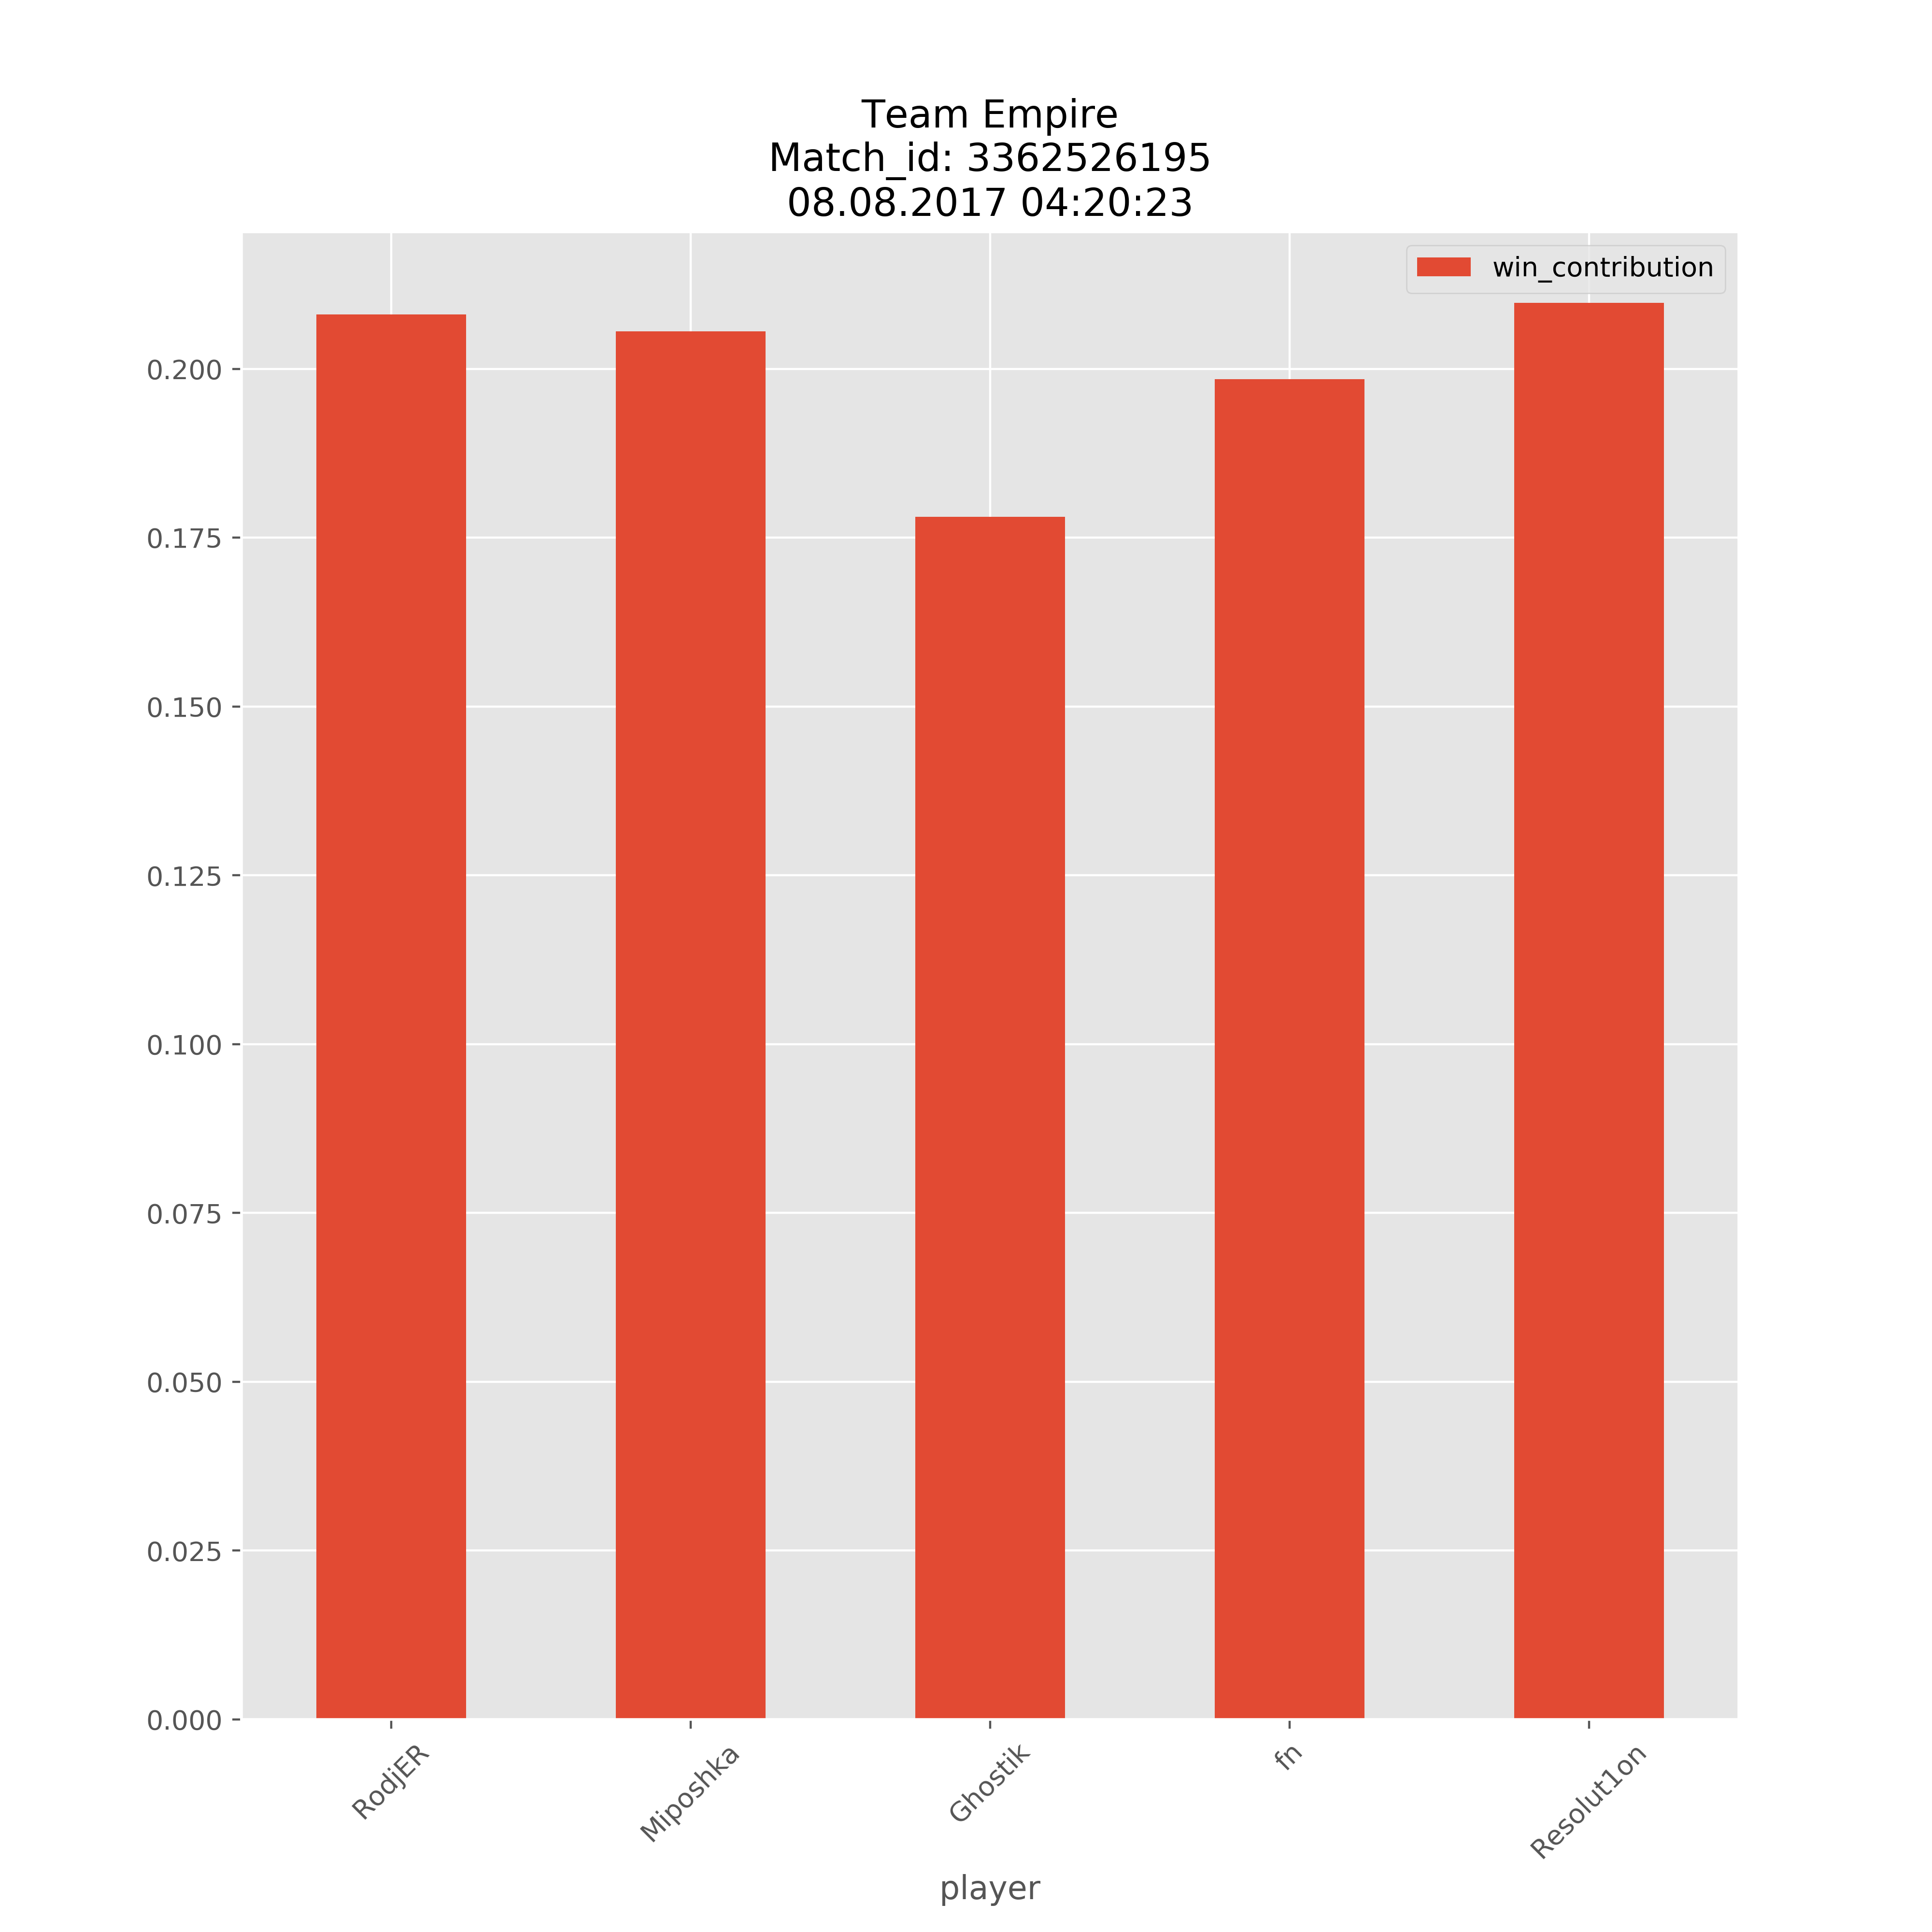 Team Empire
Match_id: 3362526195
08.08.2017 04:20:23
win_contribution
0.200
0.175
0.150
0.125
0.100
0.075
0.050
0.025
0.000
RodjER
Miposhka
Ghostik
fn
Resolut1on
player